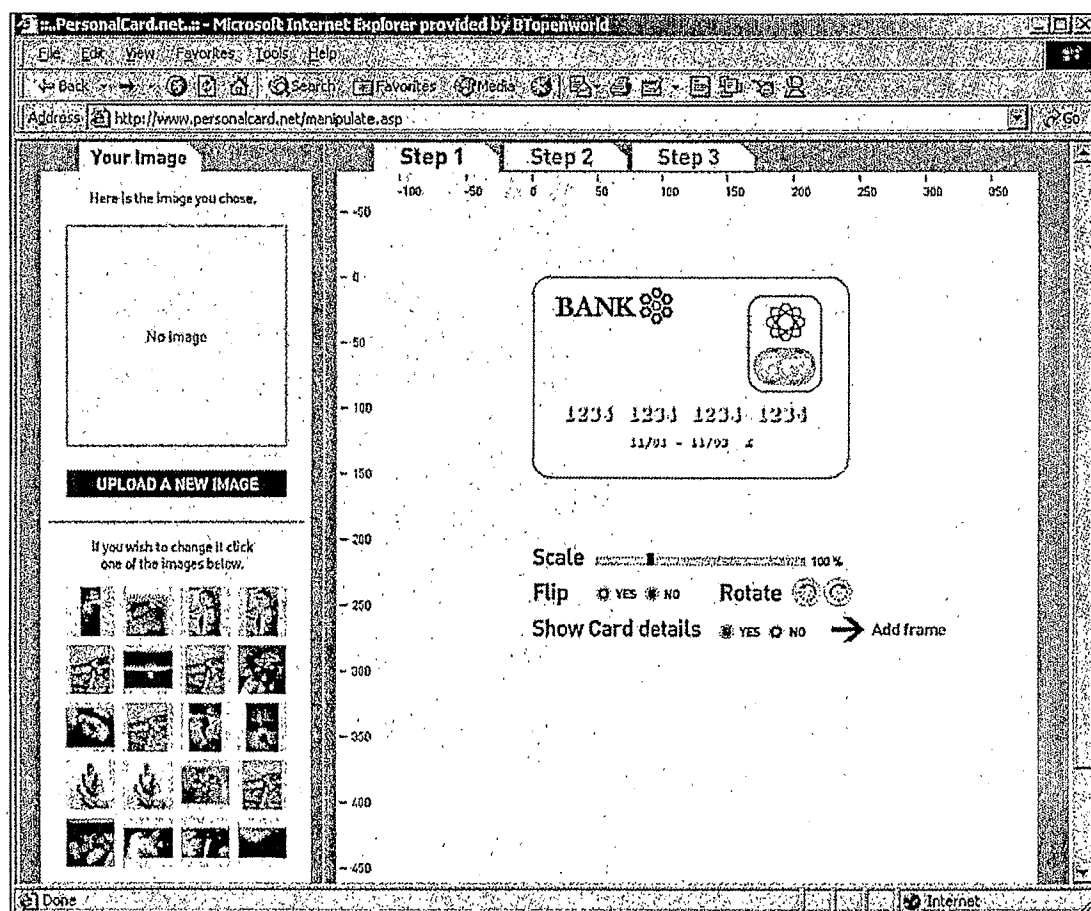 ::..PersonalCard.net..:: - Microsoft Internet Explorer provided by BTopenworld
File Edit View Favorites Tools Help
Back Search Favorites Media
Address http://www.personalcard.net/manipulate.asp Go
Your Image
Here is the image you chose.
No image
UPLOAD A NEW IMAGE
If you wish to change it click
one of the images below.
Step 1 Step 2 Step 3
-100 -50 0 50 100 150 200 250 300 350
-50
0
50
100
150
200
250
300
350
400
450
BANK
1234 1234 1234 1234
Scale 100 %
Flip YES NO Rotate
Show Card details YES NO Add frame
Done Internet